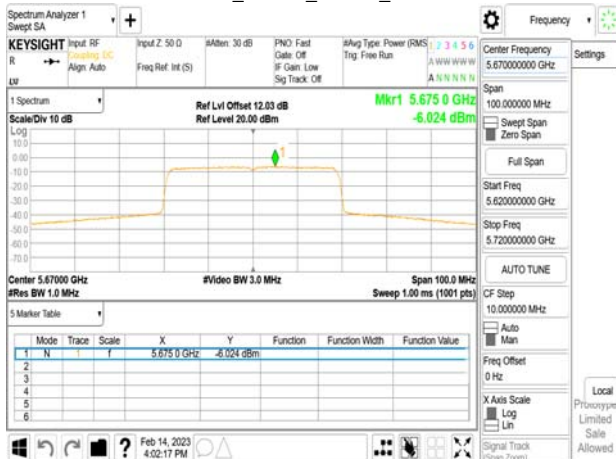 Spectrum Analyzer 1
Swept SA
Frequency
KEYSIGHT
R
Input: RF
Coupling: DC
Align: Auto
Input Z: 50 Ω
Freq Ref: Int (S)
#Atten: 30 dB
PNO: Fast
Gate: Off
IF Gain: Low
Sig Track: Off
#Avg Type: Power (RMS
Trig: Free Run
1 2 3 4 5 6
A W W W W W
A N N N N N
Center Frequency
5.670000000 GHz
Settings
Span
100.000000 MHz
Swept Span
Zero Span
Full Span
Start Freq
5.620000000 GHz
Stop Freq
5.720000000 GHz
AUTO TUNE
CF Step
10.000000 MHz
Auto
Man
Freq Offset
0 Hz
X Axis Scale
Log
Lin
Signal Track
(Span Zoom)
Local
Prototype
Limited
Sale
Allowed
1 Spectrum
Scale/Div 10 dB
Ref Lvl Offset 12.03 dB
Ref Level 20.00 dBm
Mkr1 5.675 0 GHz
-6.024 dBm
Log
10.0
0.00
-10.0
-20.0
-30.0
-40.0
-50.0
-60.0
-70.0
1
Center 5.67000 GHz
#Res BW 1.0 MHz
#Video BW 3.0 MHz
Span 100.0 MHz
Sweep 1.00 ms (1001 pts)
5 Marker Table
Mode Trace Scale X Y Function Function Width Function Value
1 N 1 f 5.675 0 GHz -6.024 dBm
2
3
4
5
6
Feb 14, 2023
4:02:17 PM